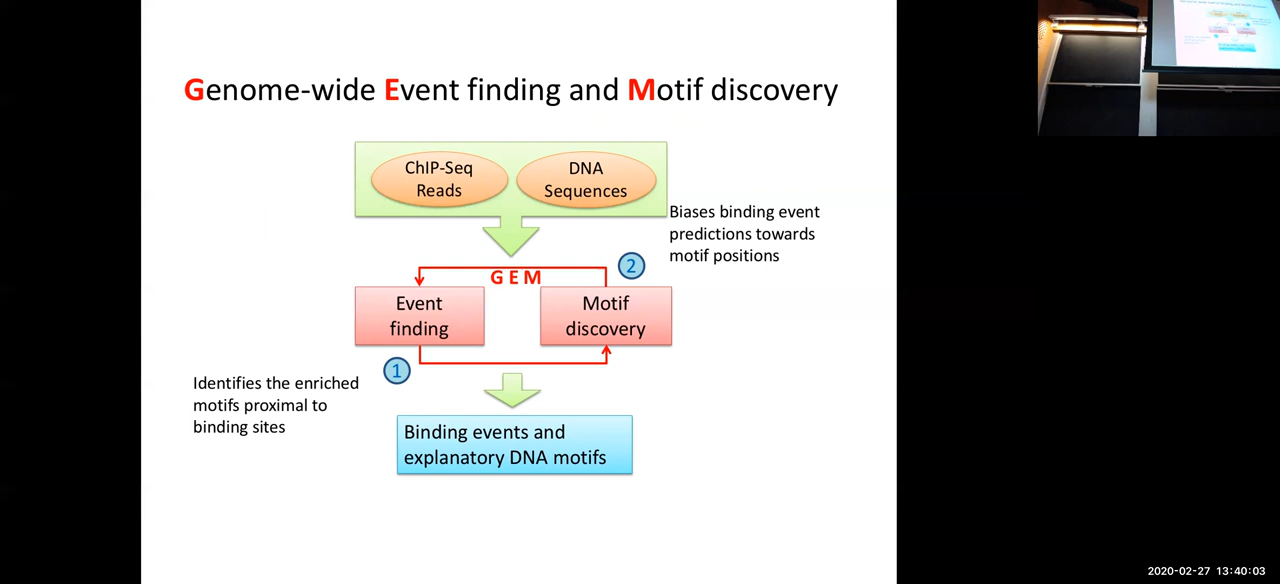 Genome-wide Event finding and Motif discovery
ChIP-Seq
Reads
DNA
Sequences
Biases binding event
predictions towards
motif positions
2
G E M
Event
finding
Motif
discovery
1
Identifies the enriched
motifs proximal to
binding sites
Binding events and
explanatory DNA motifs
2020-02-27 13:40:03